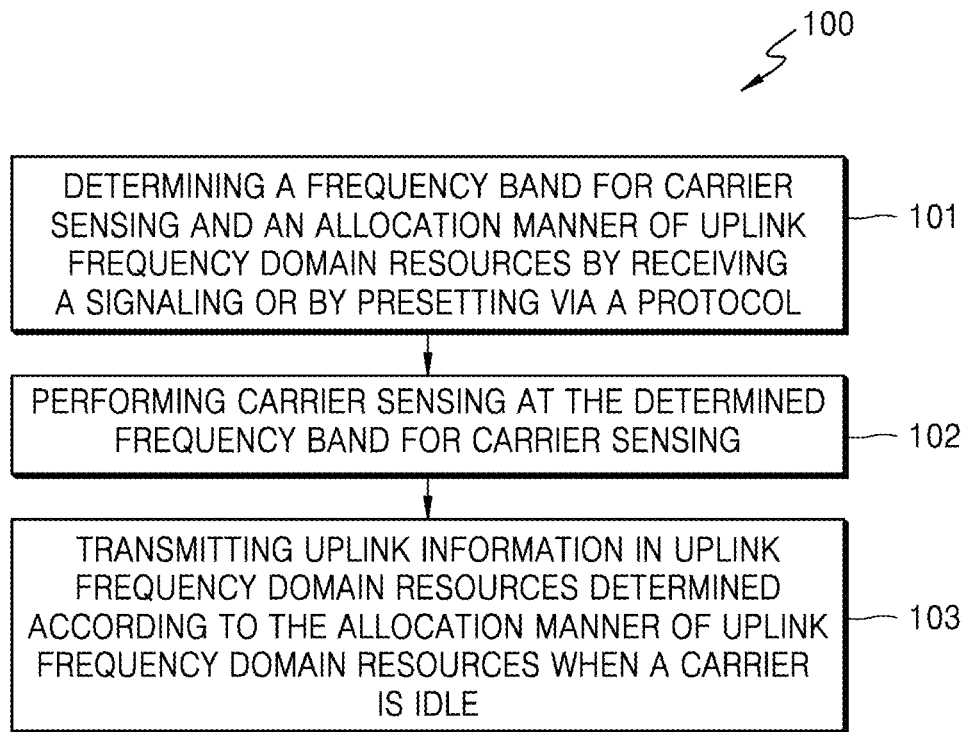 100
DETERMINING A FREQUENCY BAND FOR CARRIER
SENSING AND AN ALLOCATION MANNER OF UPLINK
FREQUENCY DOMAIN RESOURCES BY RECEIVING
A SIGNALING OR BY PRESETTING VIA A PROTOCOL
101
PERFORMING CARRIER SENSING AT THE DETERMINED
FREQUENCY BAND FOR CARRIER SENSING
102
TRANSMITTING UPLINK INFORMATION IN UPLINK
FREQUENCY DOMAIN RESOURCES DETERMINED
ACCORDING TO THE ALLOCATION MANNER OF UPLINK
FREQUENCY DOMAIN RESOURCES WHEN A CARRIER
IS IDLE
103